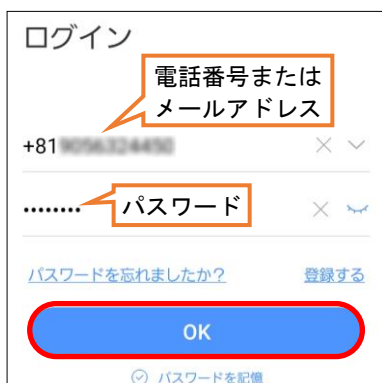 ログイン
電話番号または
メールアドレス
+81
パスワード
パスワードを忘れましたか？ 登録する
OK
パスワードを記憶